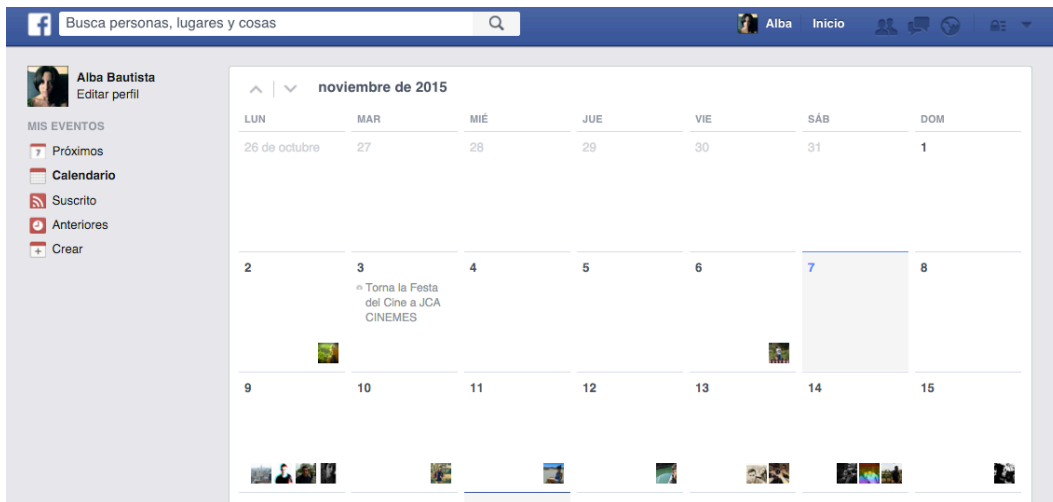 Busca personas, lugares y cosas
Alba Inicio
Alba Bautista
Editar perfil
MIS EVENTOS
7 Próximos
Calendario
Suscrito
Anteriores
Crear
noviembre de 2015
LUN MAR MIÉ JUE VIE SÁB DOM
26 de octubre 27 28 29 30 31 1
2 3 4 5 6 7 8
Torna la Festa
del Cine a JCA
CINEMES
9 10 11 12 13 14 15